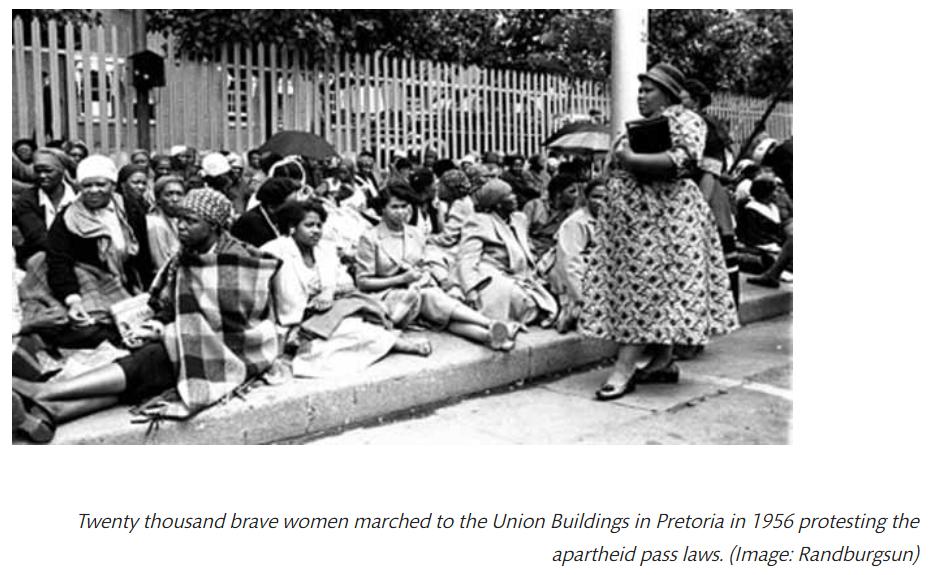 Twenty thousand brave women marched to the Union Buildings in Pretoria in 1956 protesting the
apartheid pass laws. (Image: Randburgsun)